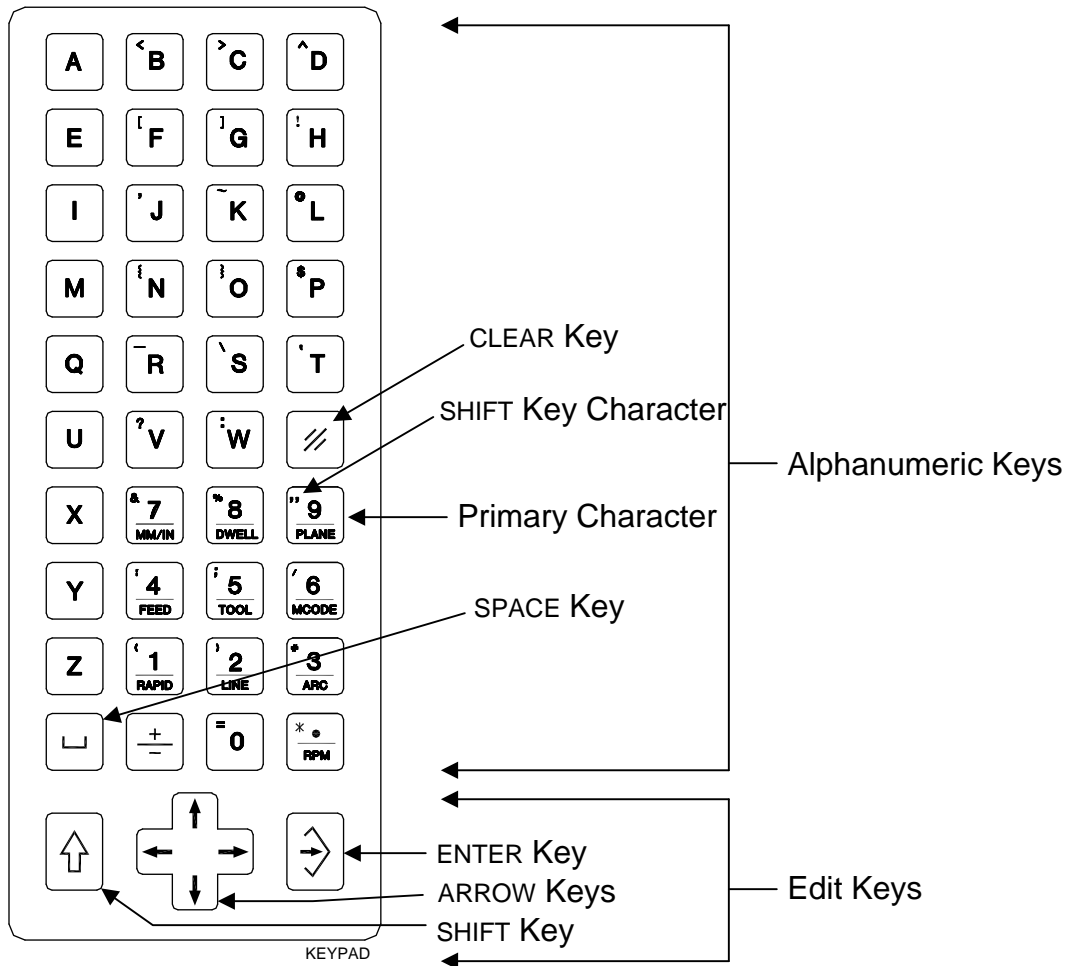 A < B > C ^ D
E [ F ] G ! H
I , J ~ K L
M { N } O $ P
Q _ R \ S ' T
U ? V : W
CLEAR Key
SHIFT Key Character
X & 7 % 8 " 9
MM/IN DWELL PLANE
Primary Character
Alphanumeric Keys
Y 4 ; 5 / 6
FEED TOOL MCODE
SPACE Key
Z ( 1 ) 2 # 3
RAPID LINE ARC
+ = 0 * •
− RPM
ENTER Key
ARROW Keys
SHIFT Key
Edit Keys
KEYPAD